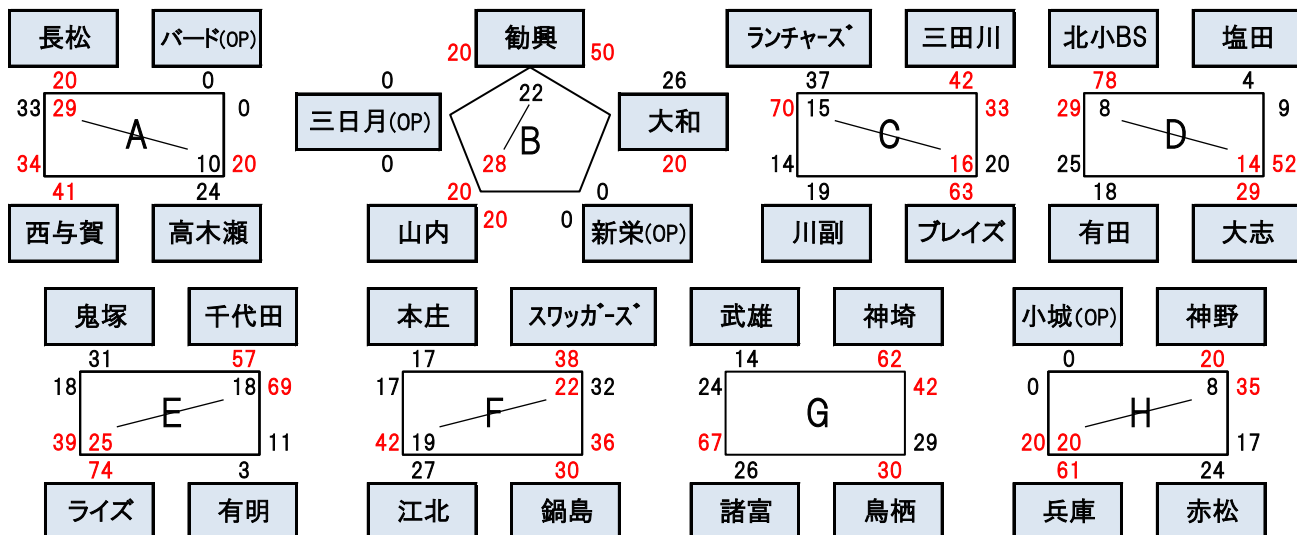 長松 バード(OP) 勧興 ランチャーズ 三田川 北小BS 塩田
20 0 20 50 37 42 78 4
0 26
33 29 0 22 70 15 33 29 8 9
三日月(OP) 大和
A B C D
34 10 20 0 28 20 14 16 20 25 14 52
41 24 20 0 19 63 18 29
20 0
西与賀 高木瀬 山内 新栄(OP) 川副 ブレイズ 有田 大志
鬼塚 千代田 本庄 スワッガーズ 武雄 神埼 小城(OP) 神野
31 57 17 38 14 62 0 20
18 18 69 17 22 32 24 42 0 8 35
E F G H
39 25 11 42 19 36 67 29 20 20 17
74 3 27 30 26 30 61 24
ライズ 有明 江北 鍋島 諸富 鳥栖 兵庫 赤松